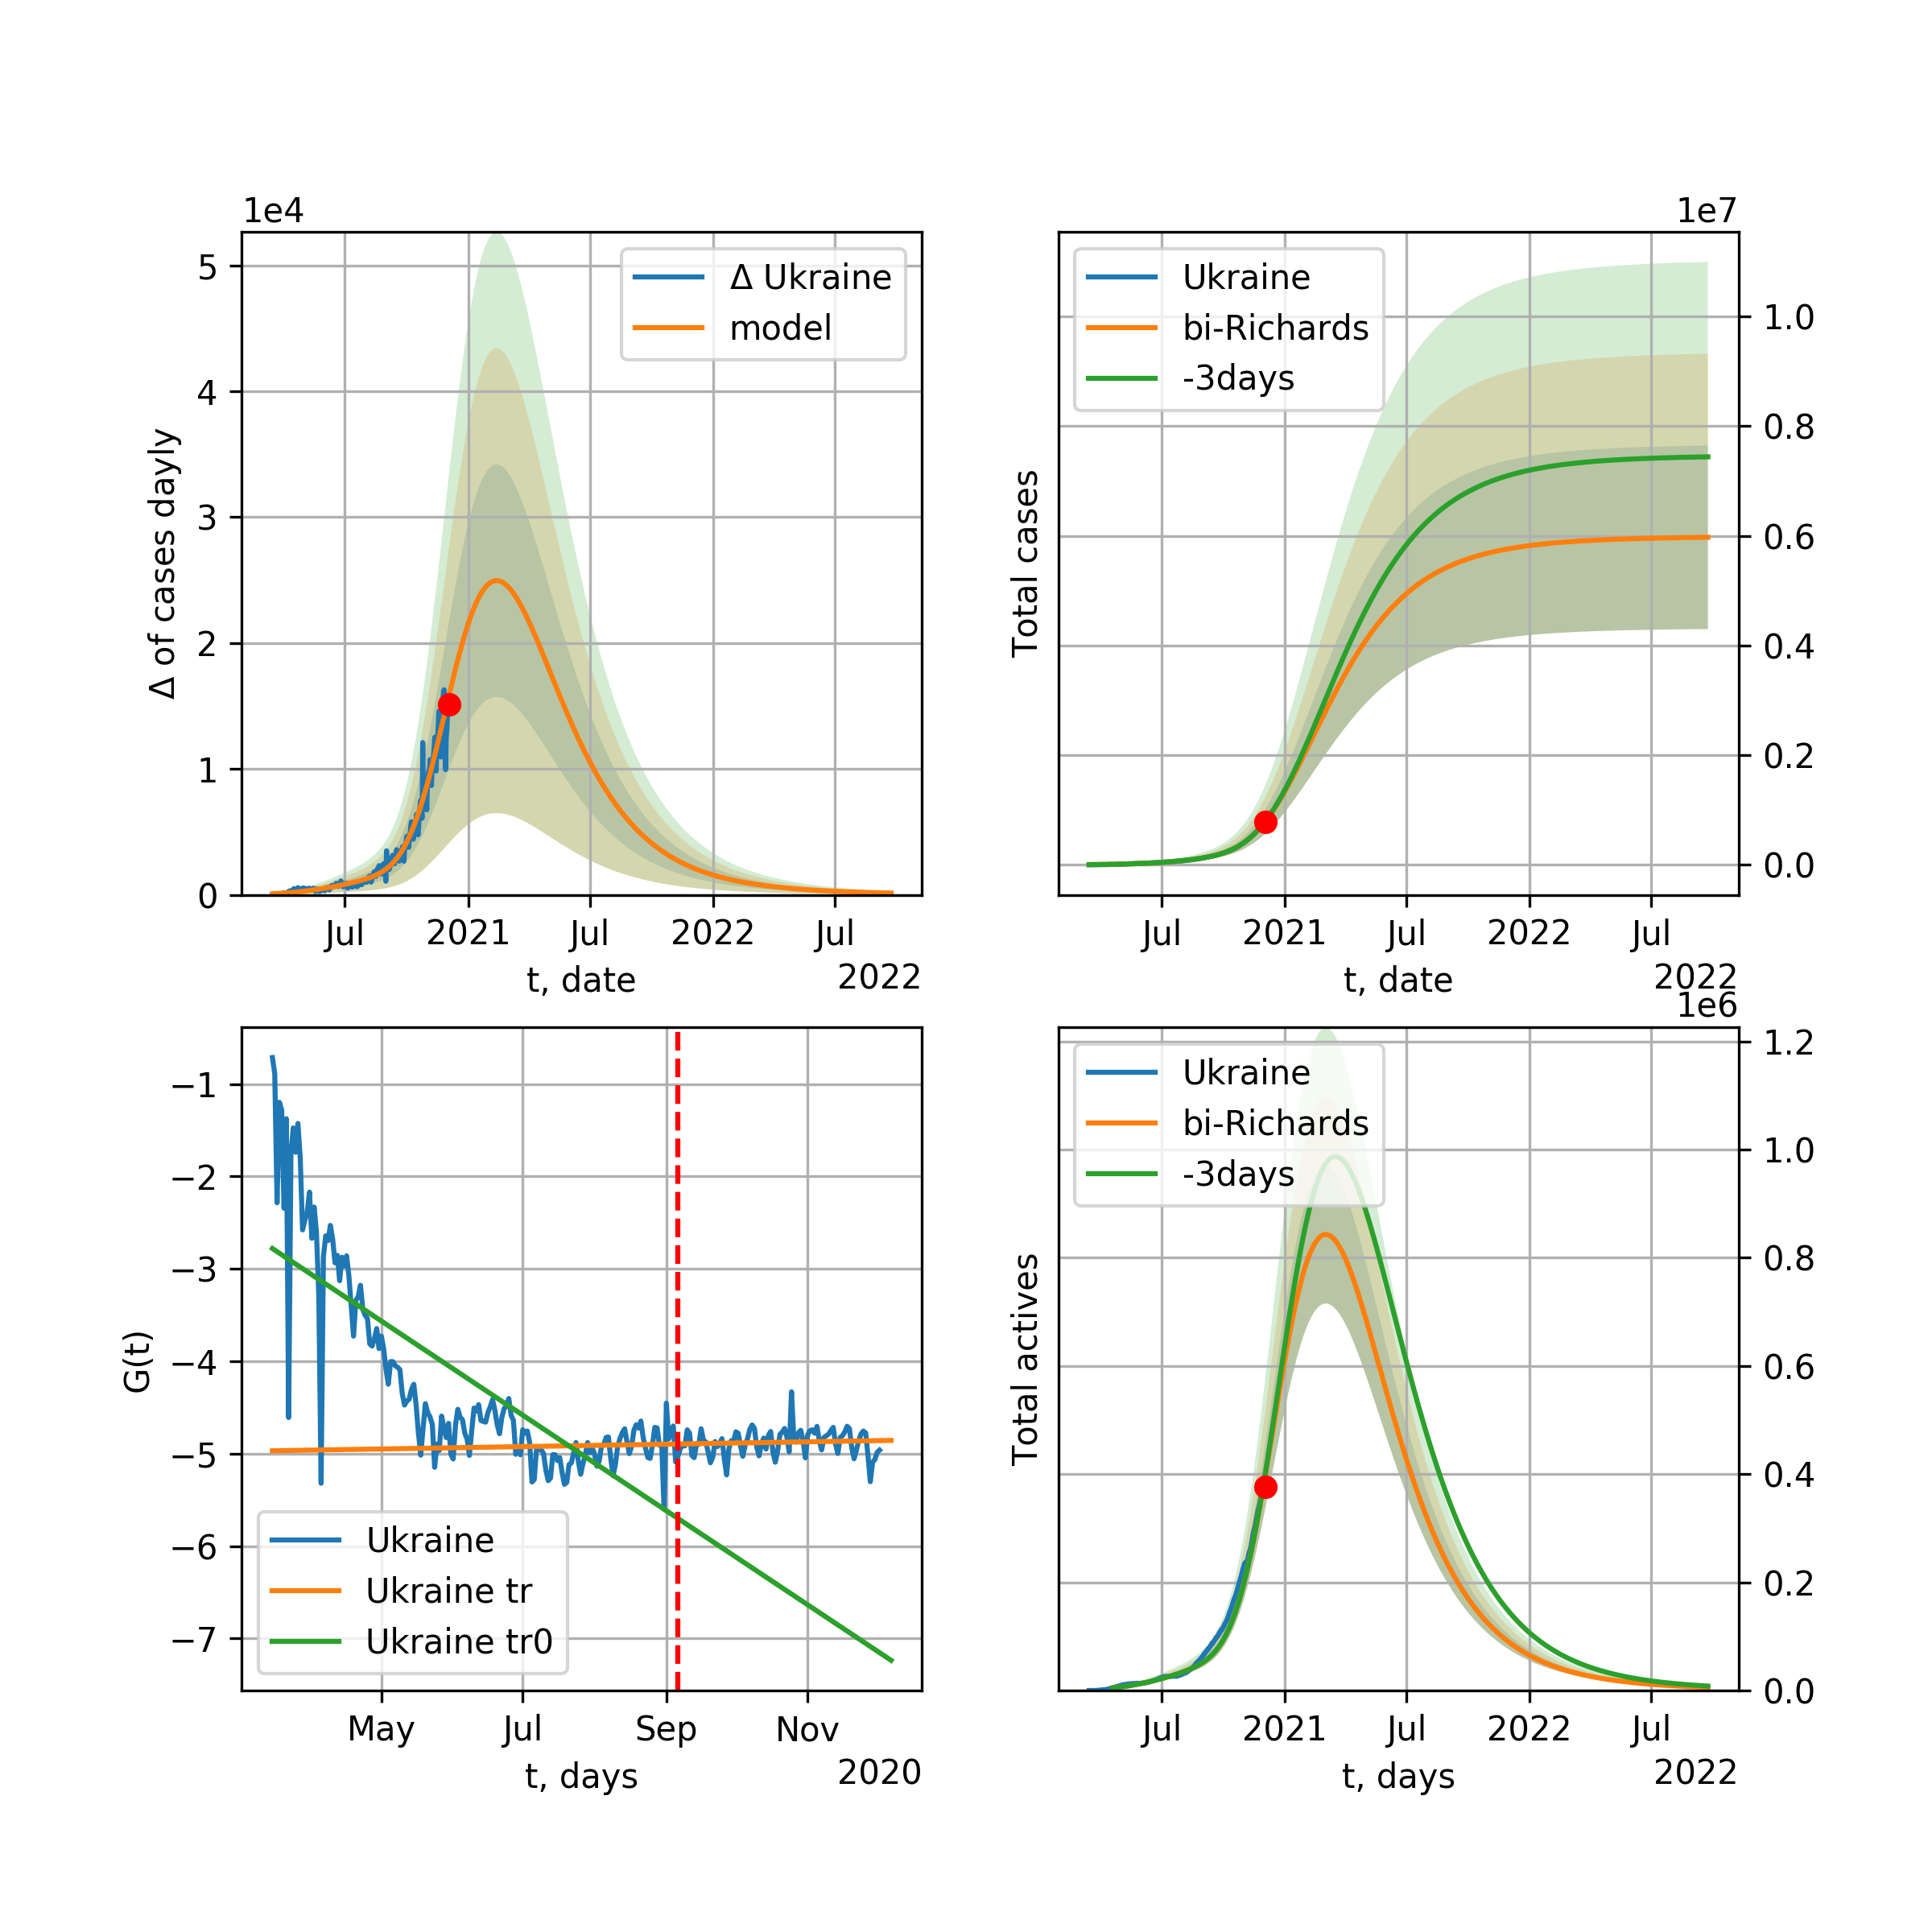 1e4
5
4
3
2
1
0
Δ of cases dayly
Δ Ukraine
model
Jul
2021
Jul
2022
Jul
t, date
2022
1e7
Total cases
Ukraine
bi-Richards
-3days
1.0
0.8
0.6
0.4
0.2
0.0
Jul
2021
Jul
2022
Jul
t, date
2022
−1
−2
−3
−4
−5
−6
−7
G(t)
Ukraine
Ukraine tr
Ukraine tr0
May
Jul
Sep
Nov
t, days
2020
1e6
Total actives
Ukraine
bi-Richards
-3days
1.2
1.0
0.8
0.6
0.4
0.2
0.0
Jul
2021
Jul
2022
Jul
t, days
2022